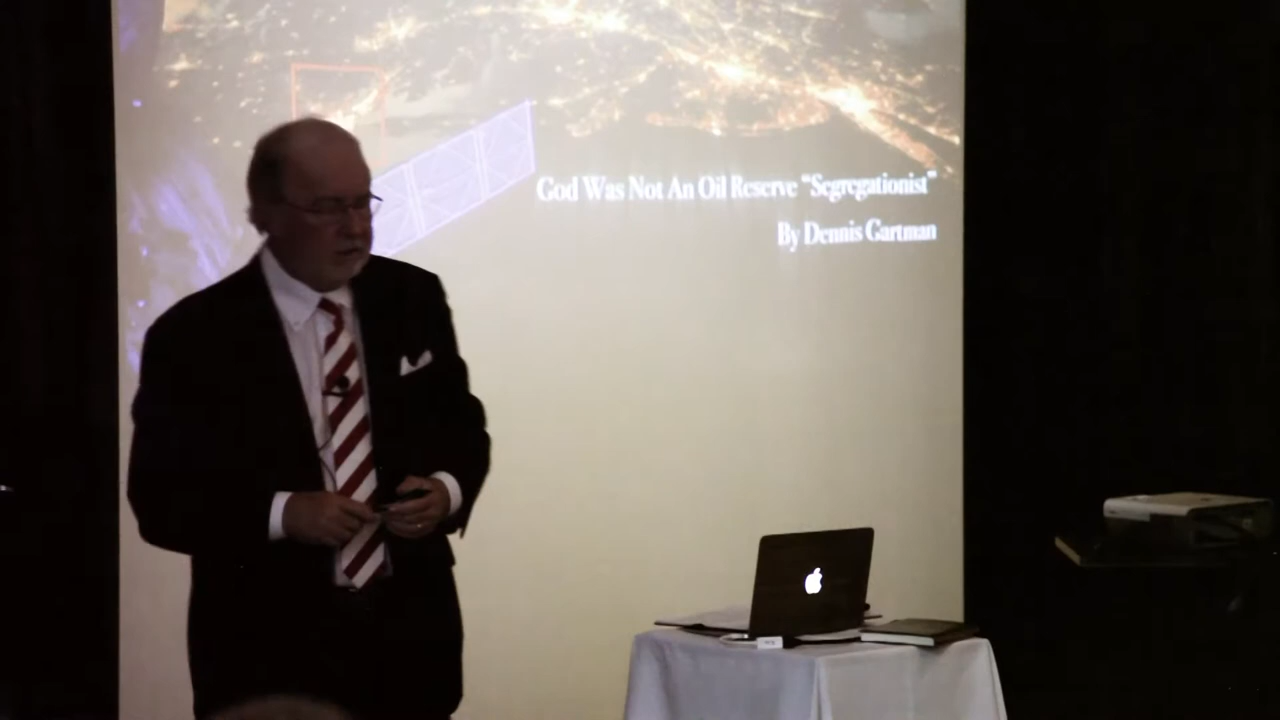 God Was Not An Oil Reserve "Segregationist"
By Dennis Gartman